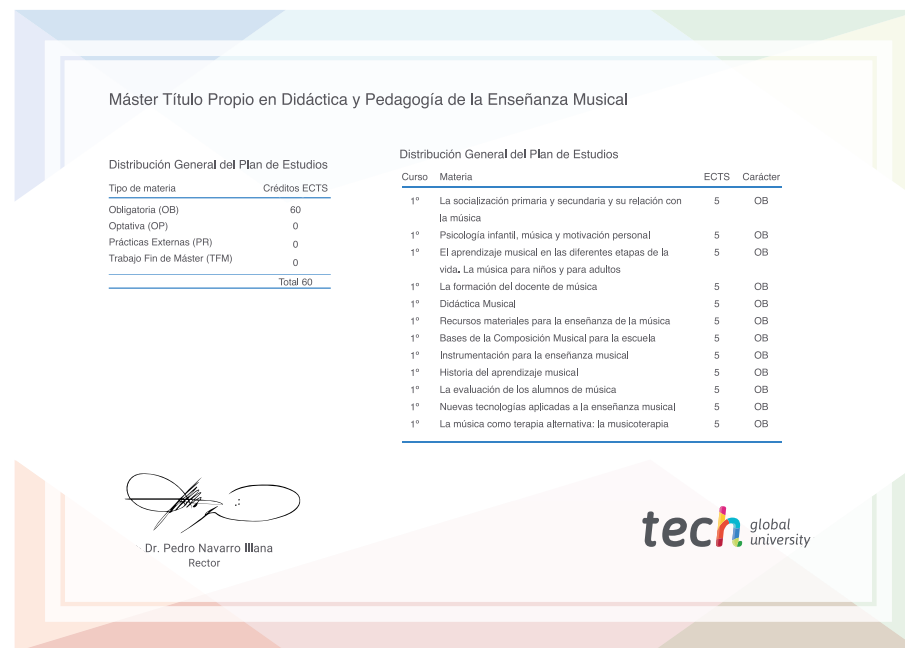 Máster Título Propio en Didáctica y Pedagogía de la Enseñanza Musical
Distribución General del Plan de Estudios
Tipo de materia Créditos ECTS
Obligatoria (OB) 60
Optativa (OP) 0
Prácticas Externas (PR) 0
Trabajo Fin de Máster (TFM) 0
Total 60
Distribución General del Plan de Estudios
Curso Materia ECTS Carácter
1º La socialización primaria y secundaria y su relación con 5 OB
la música
1º Psicología infantil, música y motivación personal 5 OB
1º El aprendizaje musical en las diferentes etapas de la 5 OB
vida. La música para niños y para adultos
1º La formación del docente de música 5 OB
1º Didáctica Musical 5 OB
1º Recursos materiales para la enseñanza de la música 5 OB
1º Bases de la Composición Musical para la escuela 5 OB
1º Instrumentación para la enseñanza musical 5 OB
1º Historia del aprendizaje musical 5 OB
1º La evaluación de los alumnos de música 5 OB
1º Nuevas tecnologías aplicadas a la enseñanza musical 5 OB
1º La música como terapia alternativa: la musicoterapia 5 OB
Dr. Pedro Navarro Illana
Rector
tech global
university